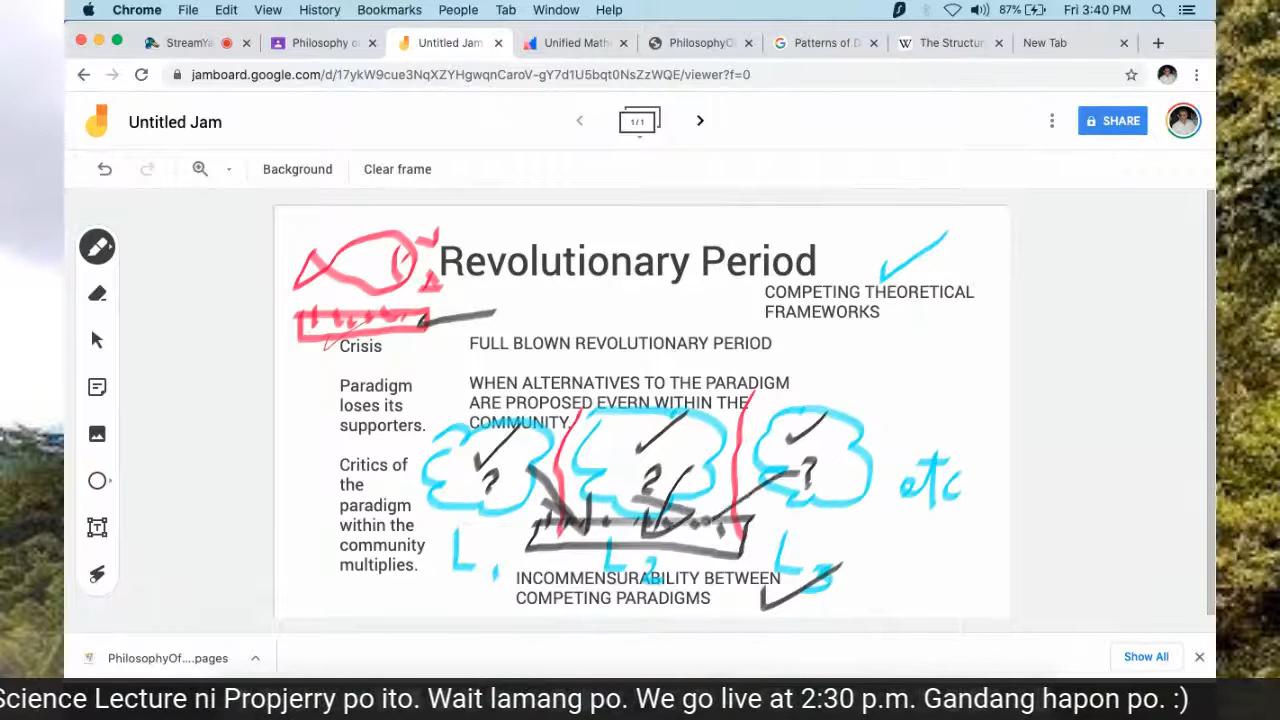 Chrome File Edit View History Bookmarks People Tab Window Help 87% Fri 3:40 PM
StreamYa Philosophy o Untitled Jam Unified Math PhilosophyO Patterns of D The Structur New Tab
jamboard.google.com/d/17ykW9cue3NqXZYHgwqnCaroV-gY7d1U5bqt0NsZzWQE/viewer?f=0
Untitled Jam 1/1 SHARE
Background Clear frame
Revolutionary Period
COMPETING THEORETICAL
FRAMEWORKS
Crisis
FULL BLOWN REVOLUTIONARY PERIOD
Paradigm
loses its
supporters.
WHEN ALTERNATIVES TO THE PARADIGM
ARE PROPOSED EVERN WITHIN THE
COMMUNITY.
Critics of
the
paradigm
within the
community
multiplies.
? ? ?
etc
L1 L2 L3
INCOMMENSURABILITY BETWEEN
COMPETING PARADIGMS
PhilosophyOf....pages Show All
Science Lecture ni Propjerry po ito. Wait lamang po. We go live at 2:30 p.m. Gandang hapon po. :)